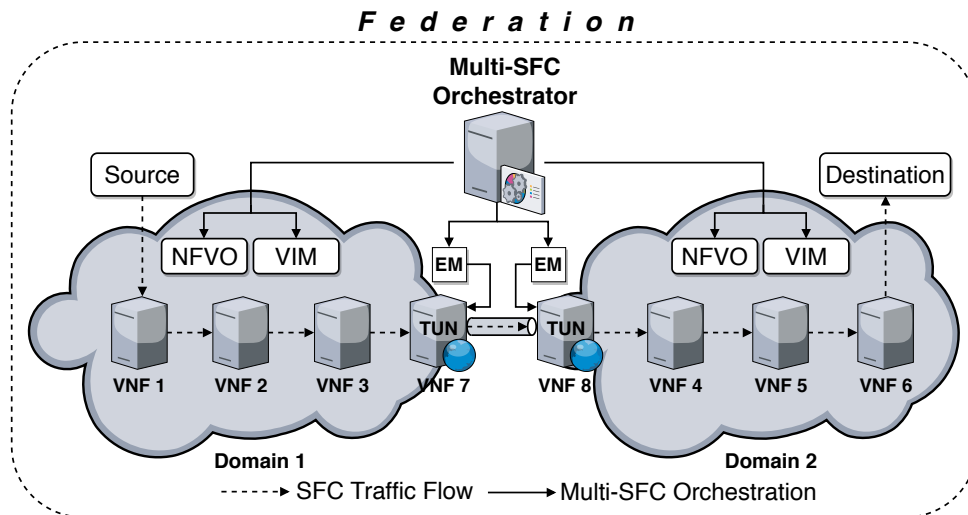 Federation
Multi-SFC
Orchestrator
Source
Destination
NFVO
VIM
EM
EM
NFVO
VIM
TUN
TUN
VNF 1
VNF 2
VNF 3
VNF 7
VNF 8
VNF 4
VNF 5
VNF 6
Domain 1
Domain 2
SFC Traffic Flow
Multi-SFC Orchestration